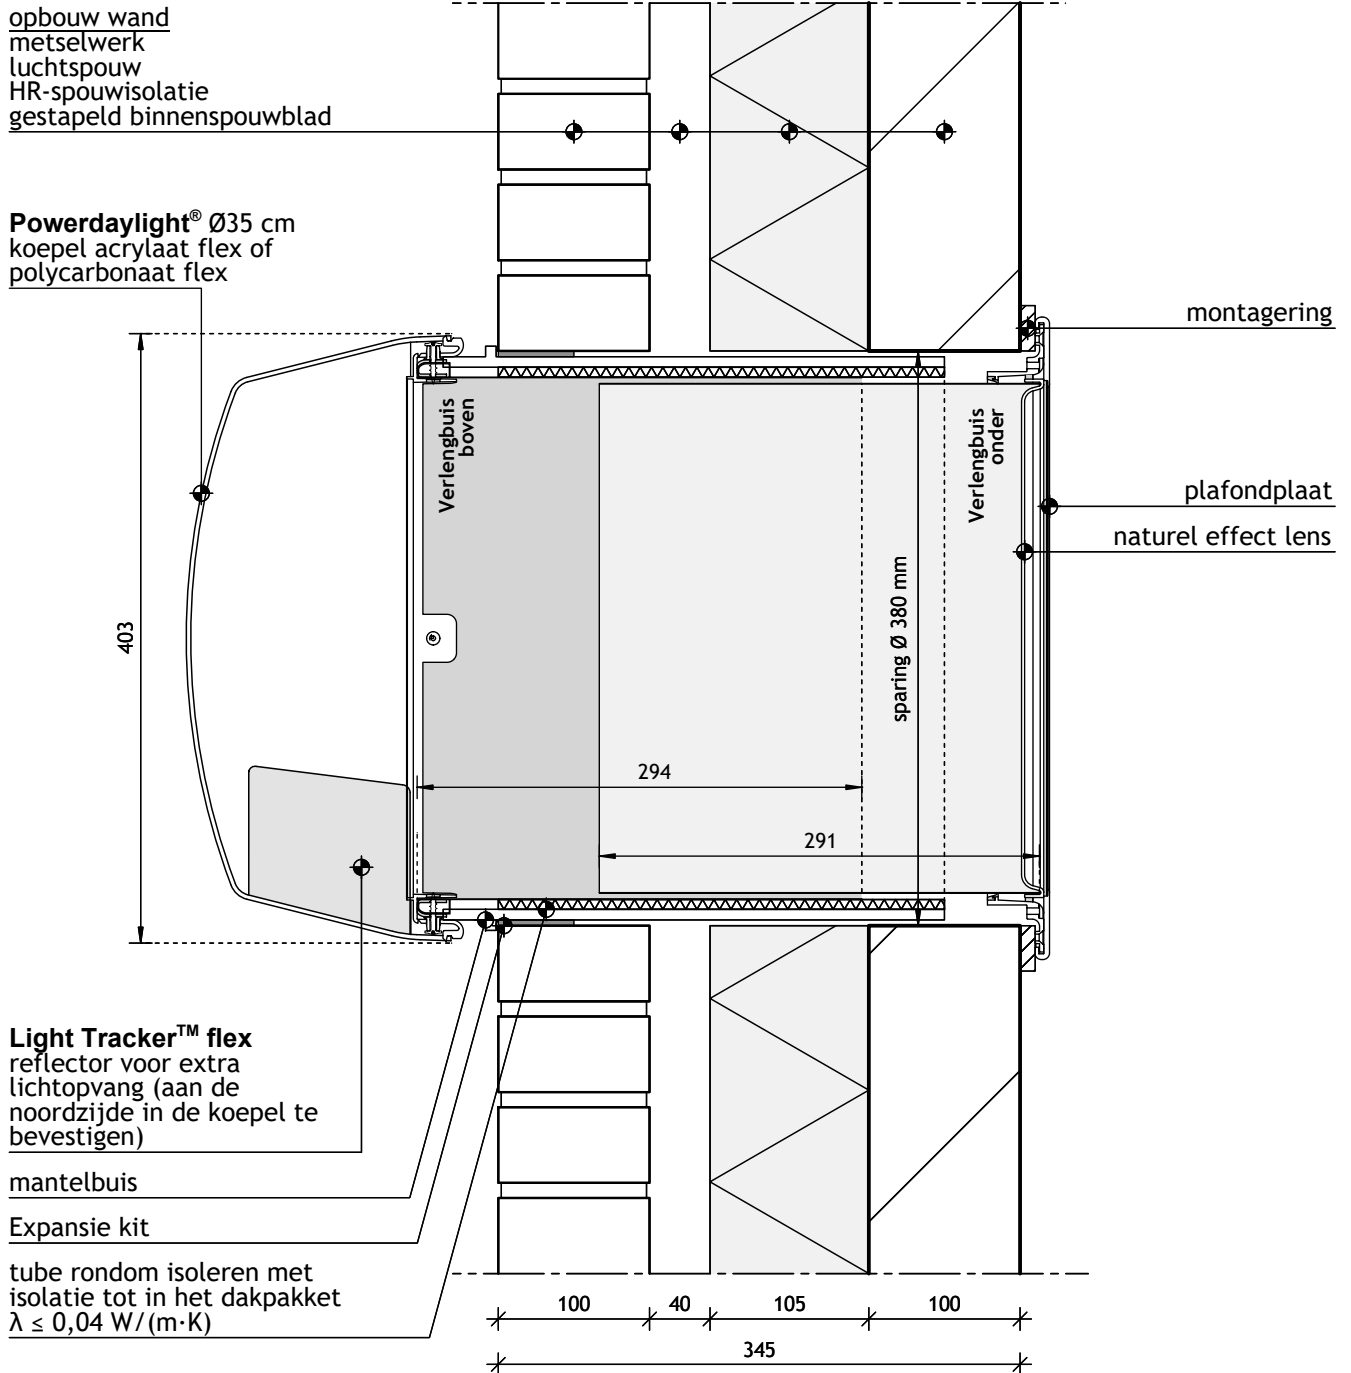 opbouw wand
metselwerk
luchtspouw
HR-spouwisolatie
gestapeld binnenspouwblad
Powerdaylight® Ø35 cm
koepel acrylaat flex of
polycarbonaat flex
montagering
Verlengbuis
boven
Verlengbuis
onder
plafondplaat
naturel effect lens
403
sparing Ø 380 mm
294
291
Light Tracker™ flex
reflector voor extra
lichtopvang (aan de
noordzijde in de koepel te
bevestigen)
mantelbuis
Expansie kit
tube rondom isoleren met
isolatie tot in het dakpakket
λ ≤ 0,04 W/(m·K)
100
40
105
100
345